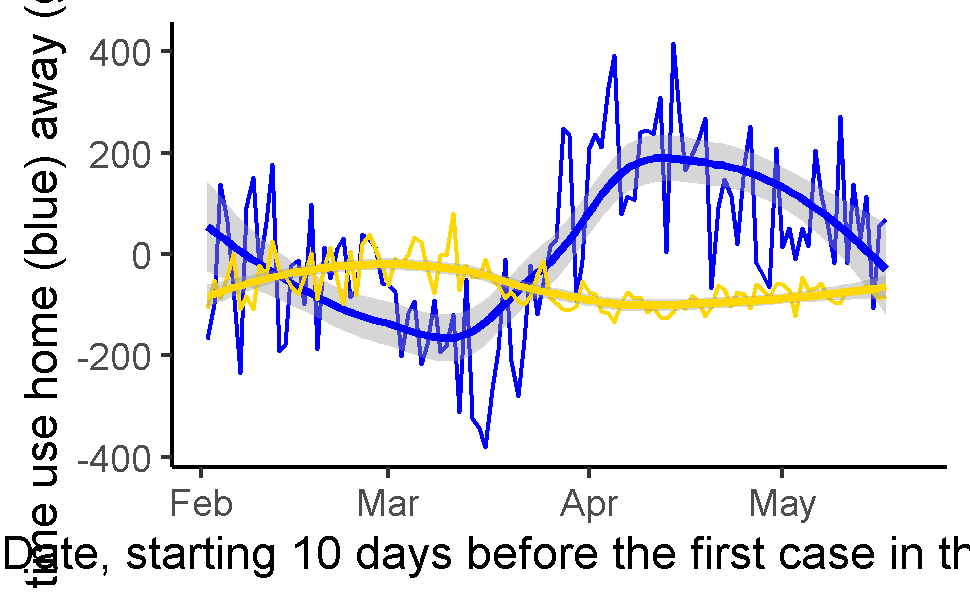 time use home (blue) away (
400
200
0
-200
-400
Feb Mar Apr May
Date, starting 10 days before the first case in th